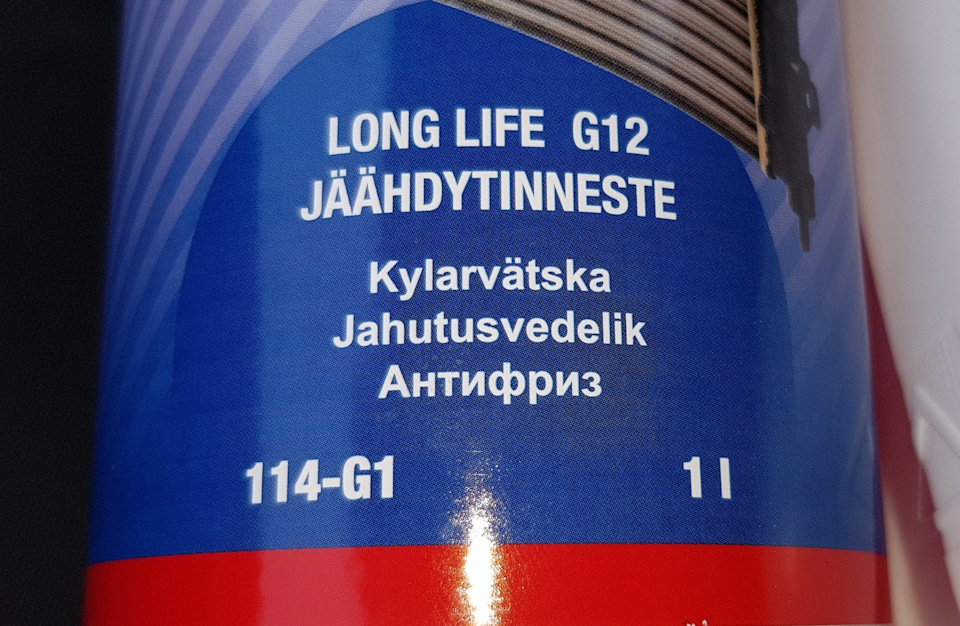 LONG LIFE G12
JÄÄHDYTINNESTE
Kylarvätska
Jahutusvedelik
Антифриз
114-G1 1 l